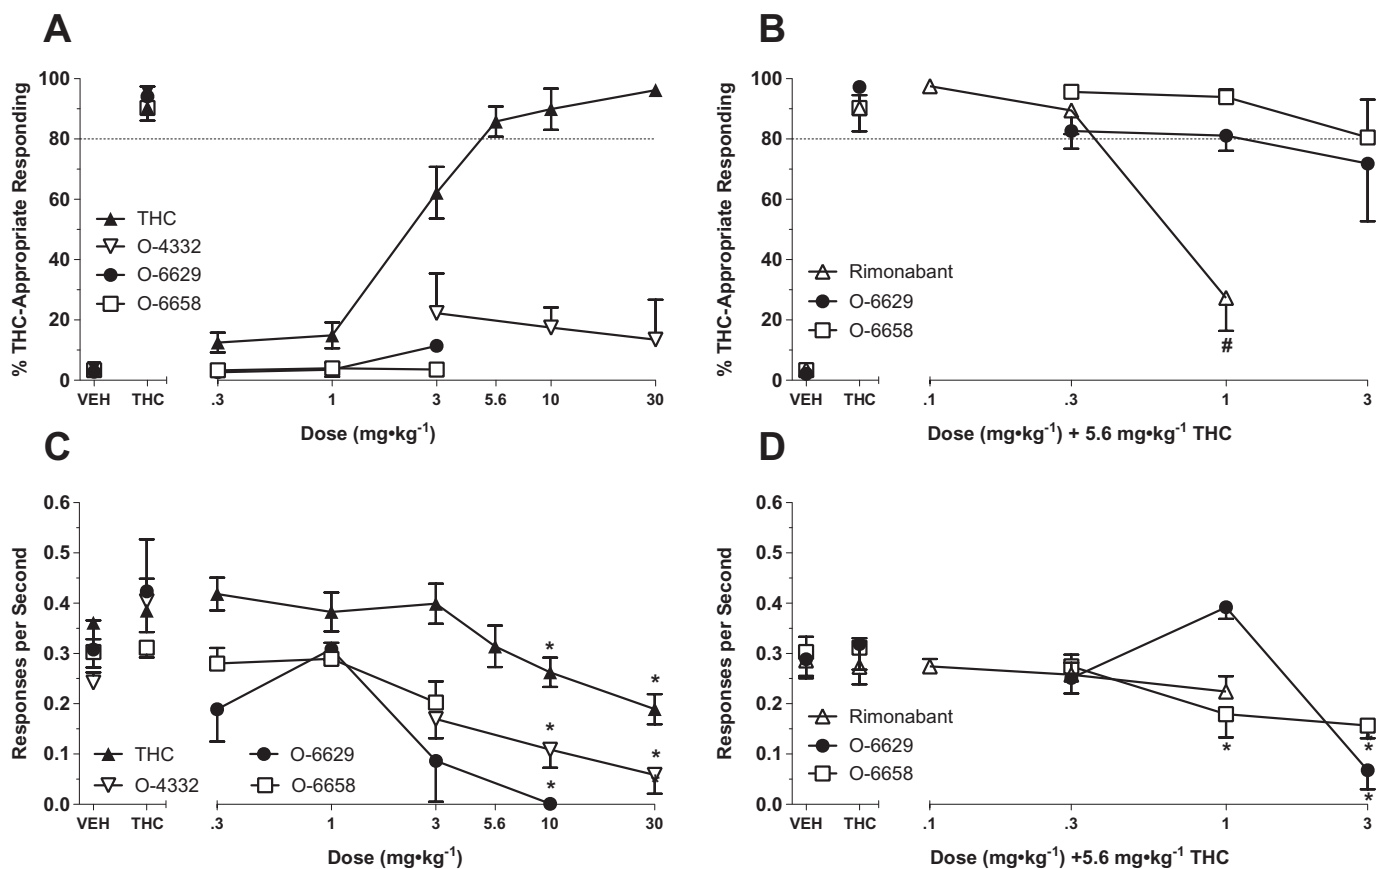 A
% THC-Appropriate Responding
100
80
60
40
20
0
THC
O-4332
O-6629
O-6658
VEH THC .3 1 3 5.6 10 30
Dose (mg•kg-1)
B
% THC-Appropriate Responding
100
80
60
40
20
0
Rimonabant
O-6629
O-6658
#
VEH THC .1 .3 1 3
Dose (mg•kg-1) + 5.6 mg•kg-1 THC
C
Responses per Second
0.6
0.5
0.4
0.3
0.2
0.1
0.0
* *
* *
*
THC O-6629
O-4332 O-6658
VEH THC .3 1 3 5.6 10 30
Dose (mg•kg-1)
D
Responses per Second
0.6
0.5
0.4
0.3
0.2
0.1
0.0
Rimonabant
O-6629
O-6658
* *
*
VEH THC .1 .3 1 3
Dose (mg•kg-1) +5.6 mg•kg-1 THC